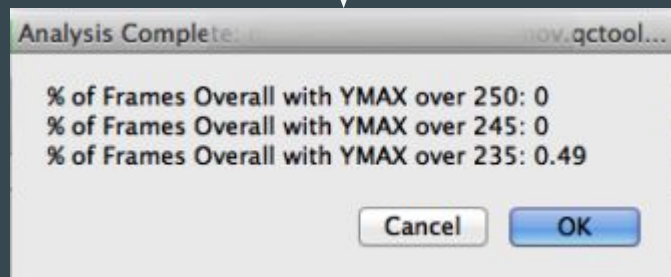 Analysis Complete: mov.qctool...
% of Frames Overall with YMAX over 250: 0
% of Frames Overall with YMAX over 245: 0
% of Frames Overall with YMAX over 235: 0.49
Cancel OK